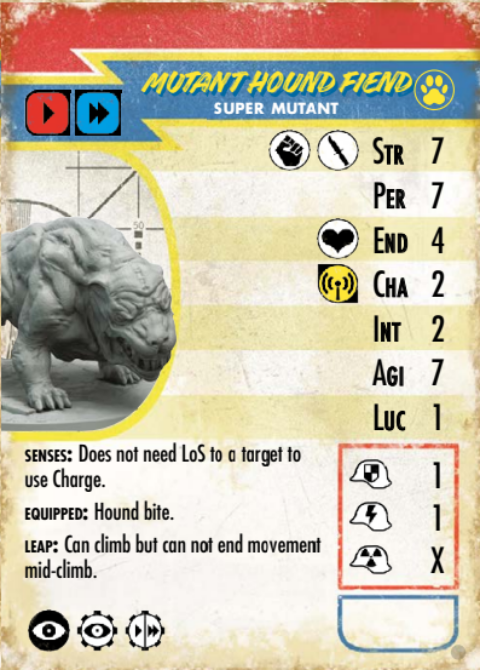 MUTANT HOUND FIEND
SUPER MUTANT
STR 7
PER 7
END 4
CHA 2
INT 2
AGI 7
LUC 1
50
SENSES: Does not need LoS to a target to
use Charge.
EQUIPPED: Hound bite.
LEAP: Can climb but can not end movement
mid-climb.
1
1
X